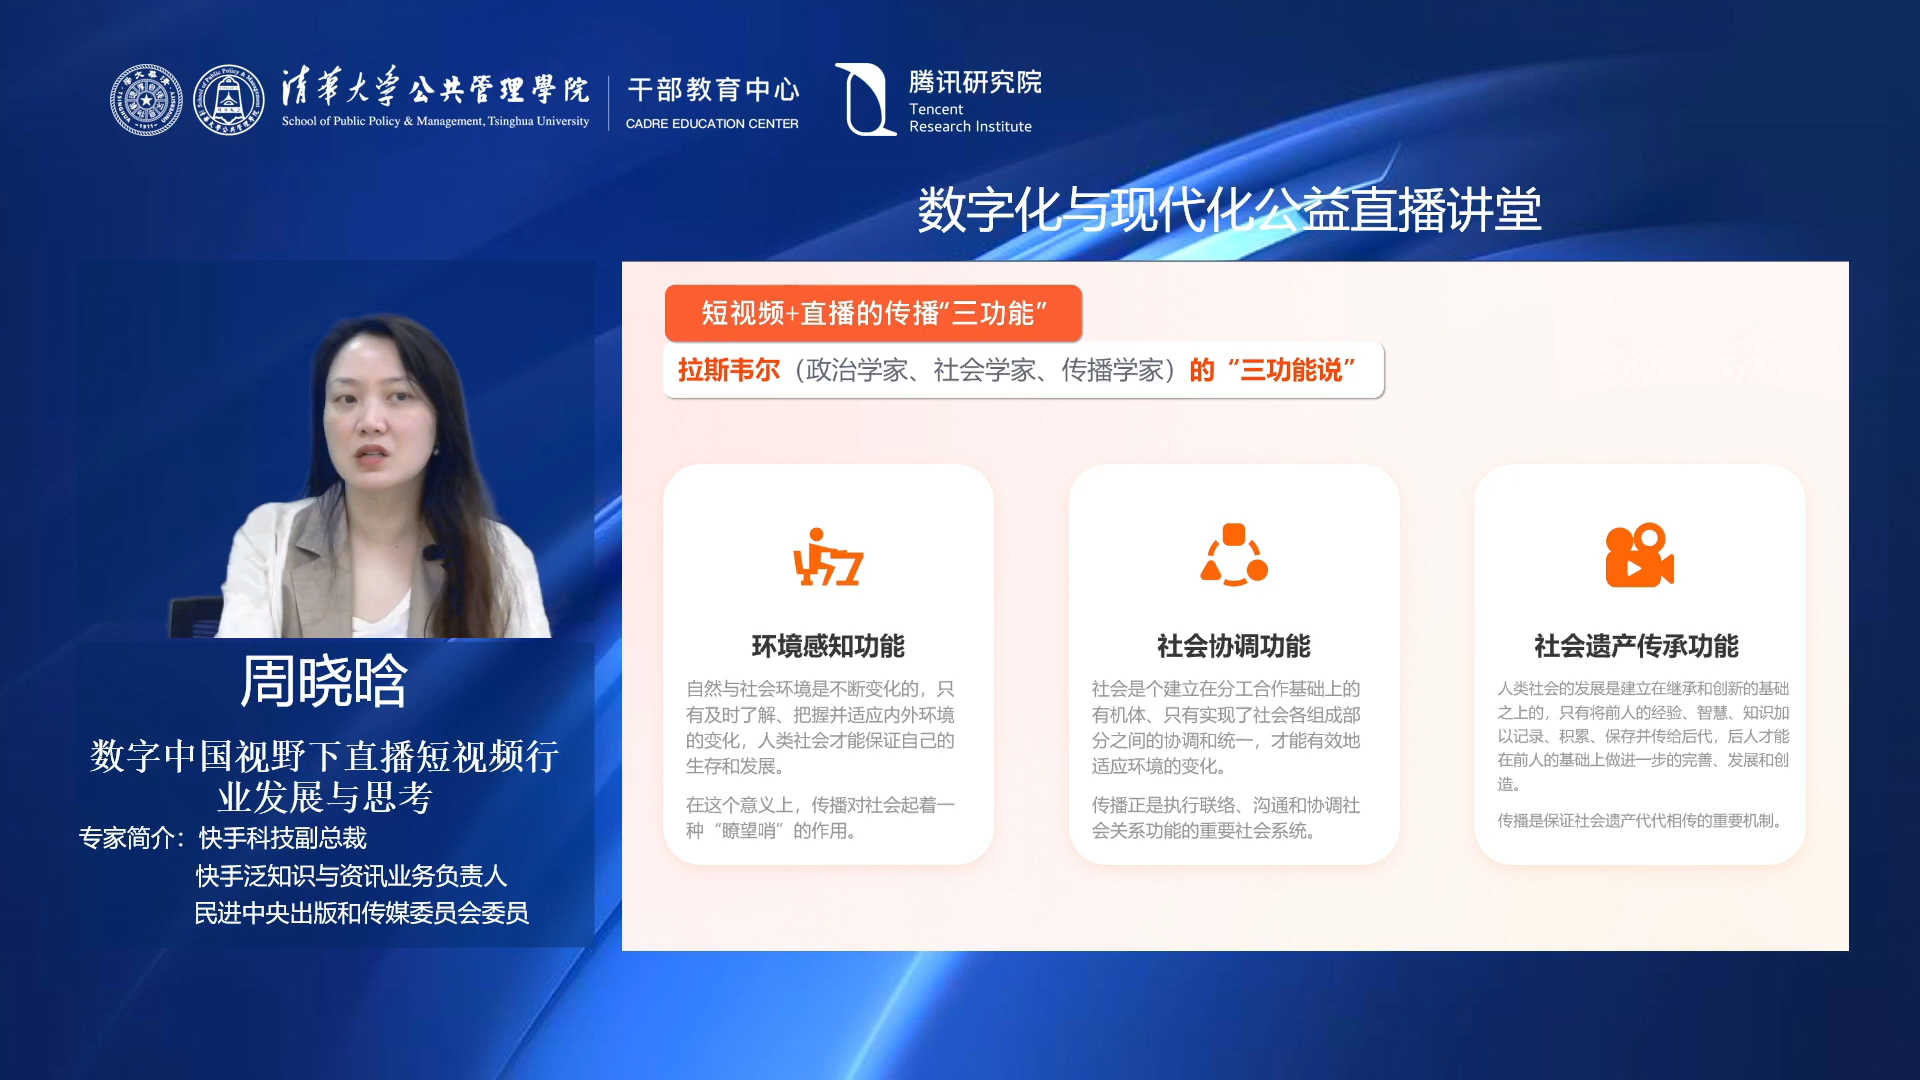 清華大学公共管理學院
School of Public Policy & Management, Tsinghua University
干部教育中心
CADRE EDUCATION CENTER
腾讯研究院
Tencent
Research Institute
数字化与现代化公益直播讲堂
短视频+直播的传播“三功能”
拉斯韦尔（政治学家、社会学家、传播学家）的“三功能说”
环境感知功能
自然与社会环境是不断变化的，只
有及时了解、把握并适应内外环境
的变化，人类社会才能保证自己的
生存和发展。
在这个意义上，传播对社会起着一
种“瞭望哨”的作用。
社会协调功能
社会是个建立在分工合作基础上的
有机体、只有实现了社会各组成部
分之间的协调和统一，才能有效地
适应环境的变化。
传播正是执行联络、沟通和协调社
会关系功能的重要社会系统。
社会遗产传承功能
人类社会的发展是建立在继承和创新的基础
之上的，只有将前人的经验、智慧、知识加
以记录、积累、保存并传给后代，后人才能
在前人的基础上做进一步的完善、发展和创
造。
传播是保证社会遗产代代相传的重要机制。
周晓晗
数字中国视野下直播短视频行
业发展与思考
专家简介：快手科技副总裁
快手泛知识与资讯业务负责人
民进中央出版和传媒委员会委员